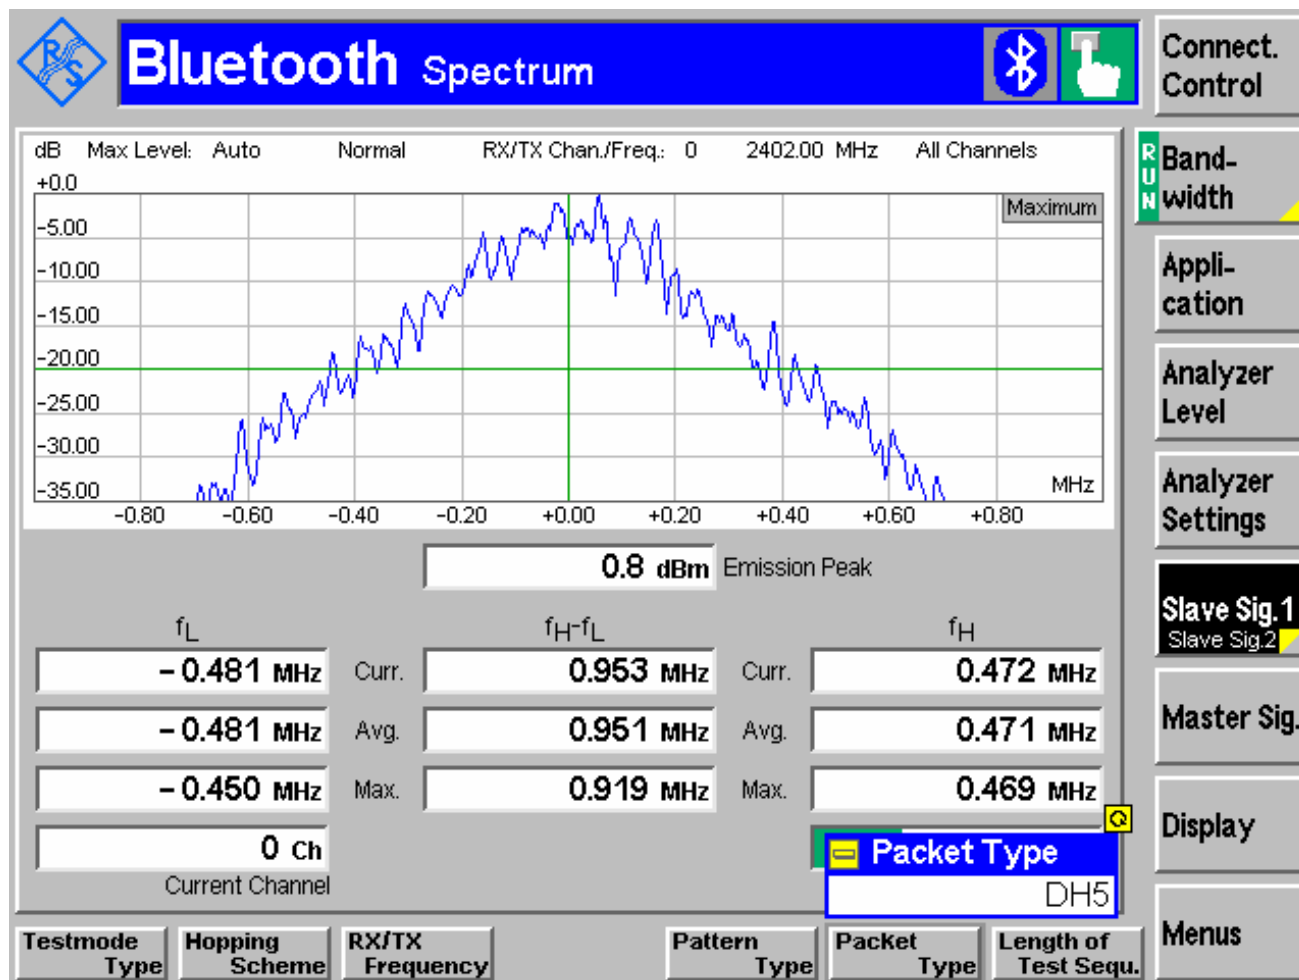 R S
Bluetooth Spectrum
Connect.
Control
dB Max Level: Auto Normal RX/TX Chan./Freq.: 0 2402.00 MHz All Channels
+0.0
Maximum
-5.00
-10.00
-15.00
-20.00
-25.00
-30.00
-35.00
MHz
-0.80 -0.60 -0.40 -0.20 +0.00 +0.20 +0.40 +0.60 +0.80
0.8 dBm Emission Peak
fL fH-fL fH
-0.481 MHz Curr. 0.953 MHz Curr. 0.472 MHz
-0.481 MHz Avg. 0.951 MHz Avg. 0.471 MHz
-0.450 MHz Max. 0.919 MHz Max. 0.469 MHz
0 Ch
Current Channel
Packet Type
DH5
RUN
Band-
width
Appli-
cation
Analyzer
Level
Analyzer
Settings
Slave Sig.1
Slave Sig.2
Master Sig.
Display
Menus
Testmode
Type
Hopping
Scheme
RX/TX
Frequency
Pattern
Type
Packet
Type
Length of
Test Sequ.